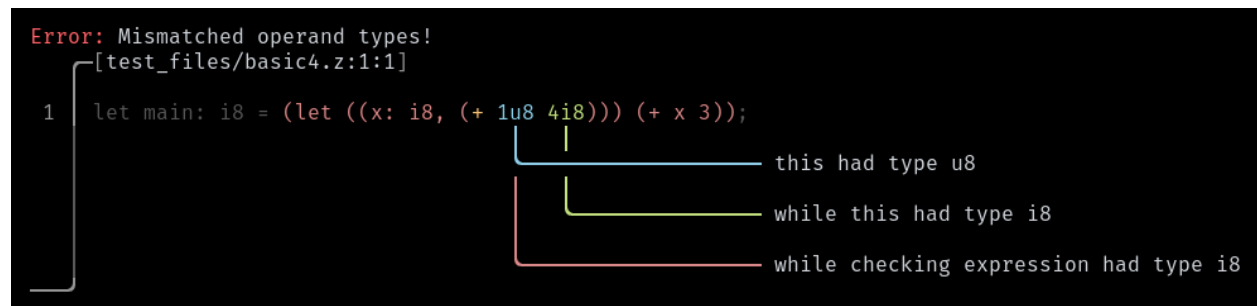 Error: Mismatched operand types!
[test_files/basic4.z:1:1]
1 let main: i8 = (let ((x: i8, (+ 1u8 4i8))) (+ x 3));
this had type u8
while this had type i8
while checking expression had type i8